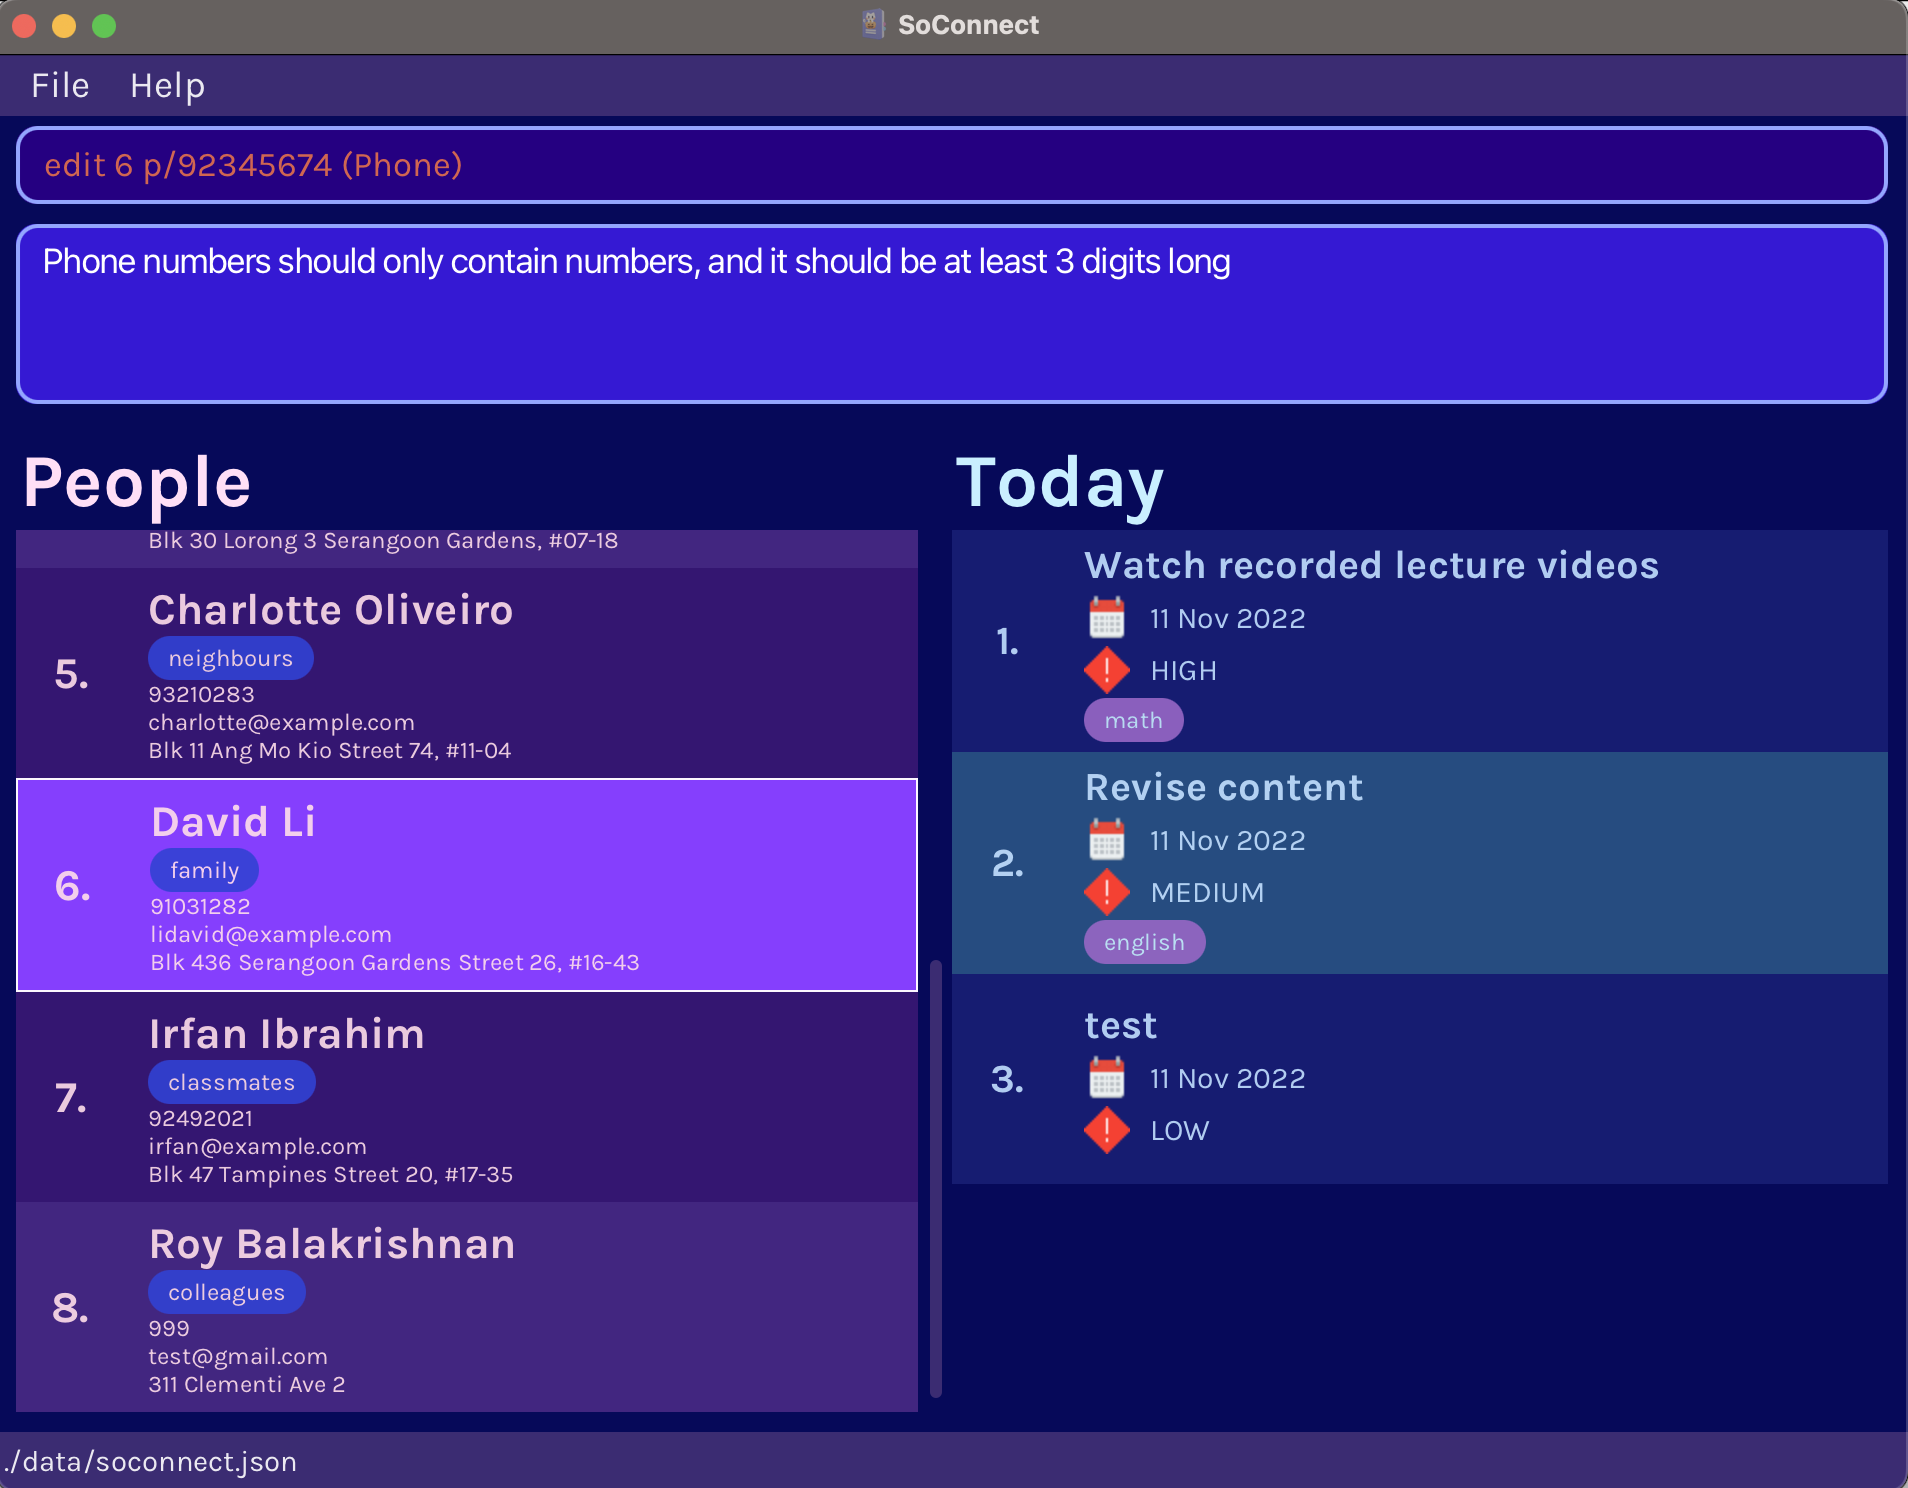 SoConnect
File Help
edit 6 p/92345674 (Phone)
Phone numbers should only contain numbers, and it should be at least 3 digits long
People
Blk 30 Lorong 3 Serangoon Gardens, #07-18
5.
Charlotte Oliveiro
neighbours
93210283
charlotte@example.com
Blk 11 Ang Mo Kio Street 74, #11-04
6.
David Li
family
91031282
lidavid@example.com
Blk 436 Serangoon Gardens Street 26, #16-43
7.
Irfan Ibrahim
classmates
92492021
irfan@example.com
Blk 47 Tampines Street 20, #17-35
8.
Roy Balakrishnan
colleagues
999
test@gmail.com
311 Clementi Ave 2
Today
1.
Watch recorded lecture videos
11 Nov 2022
HIGH
math
2.
Revise content
11 Nov 2022
MEDIUM
english
3.
test
11 Nov 2022
LOW
./data/soconnect.json